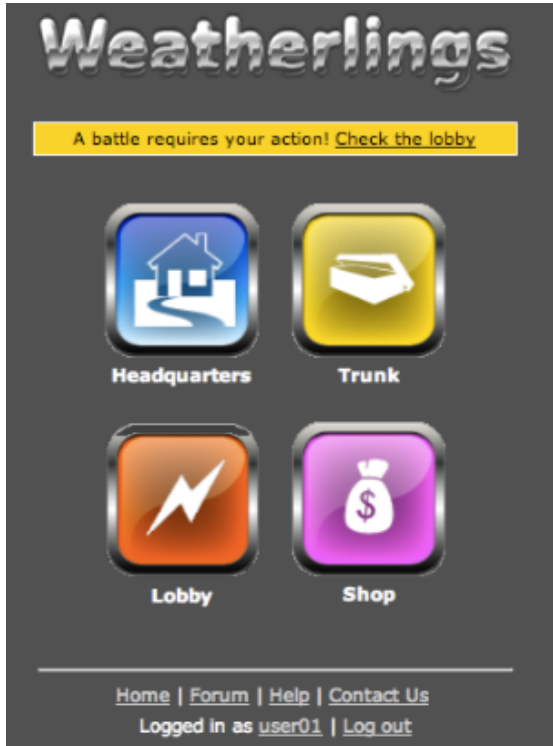 Weatherlings
A battle requires your action! Check the lobby
Headquarters
Trunk
$
Lobby
Shop
Home | Forum | Help | Contact Us
Logged in as user01 | Log out